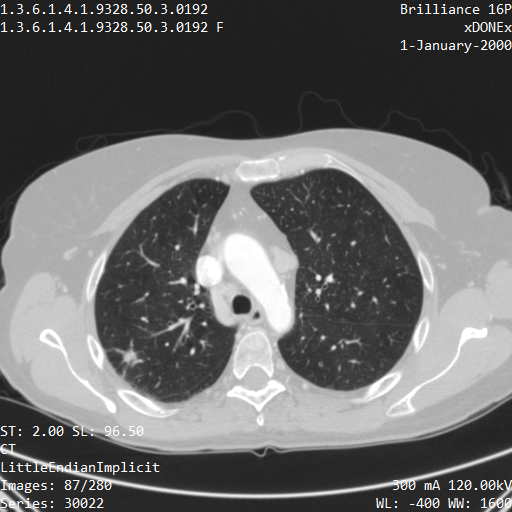 1.3.6.1.4.1.9328.50.3.0192
Brilliance 16P
1.3.6.1.4.1.9328.50.3.0192 F
xDONEx
1-January-2000
ST: 2.00 SL: 96.50
CT
LittleEndianImplicit
Images: 87/280
300 mA 120.00kV
Series: 30022
WL: -400 WW: 1600